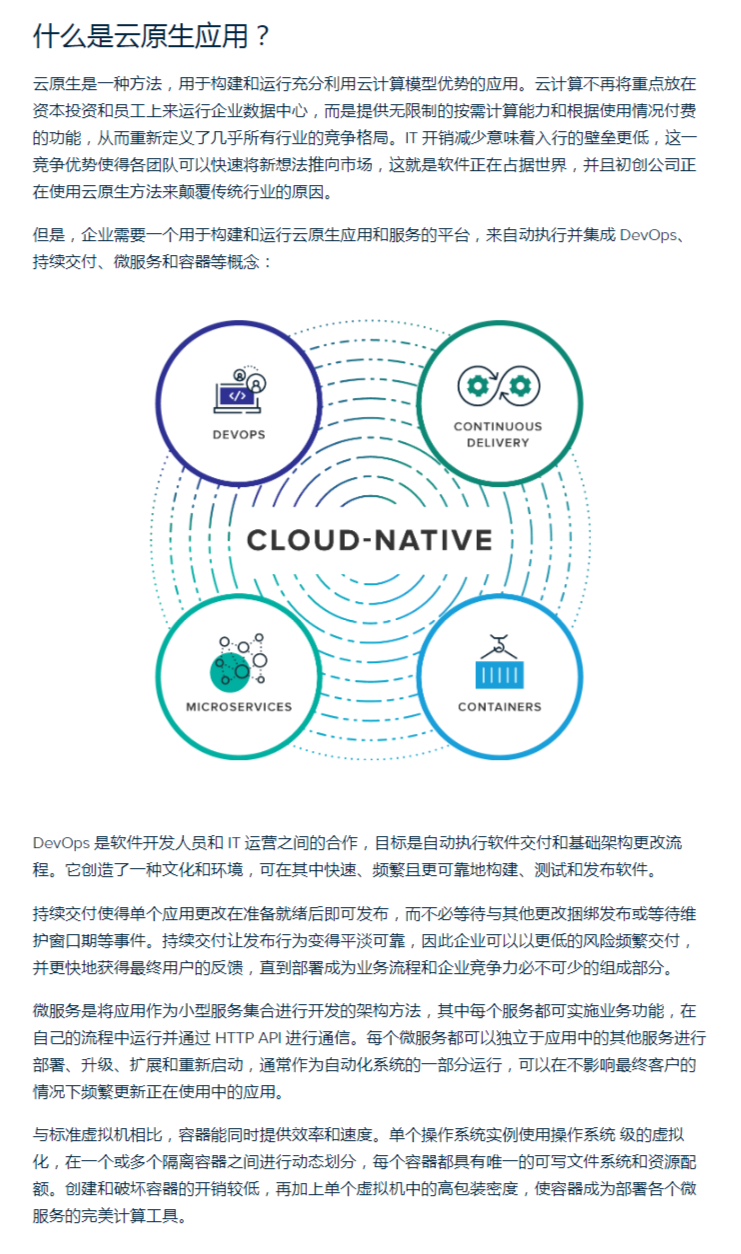 什么是云原生应用？
云原生是一种方法，用于构建和运行充分利用云计算模型优势的应用。云计算不再将重点放在
资本投资和员工上来运行企业数据中心，而是提供无限制的按需计算能力和根据使用情况付费
的功能，从而重新定义了几乎所有行业的竞争格局。IT 开销减少意味着入行的壁垒更低，这一
竞争优势使得各团队可以快速将新想法推向市场，这就是软件正在占据世界，并且初创公司正
在使用云原生方法来颠覆传统行业的原因。
但是，企业需要一个用于构建和运行云原生应用和服务的平台，来自动执行并集成 DevOps、
持续交付、微服务和容器等概念：
</>
DEVOPS
CONTINUOUS
DELIVERY
CLOUD-NATIVE
MICROSERVICES
CONTAINERS
DevOps 是软件开发人员和 IT 运营之间的合作，目标是自动执行软件交付和基础架构更改流
程。它创造了一种文化和环境，可在其中快速、频繁且更可靠地构建、测试和发布软件。
持续交付使得单个应用更改在准备就绪后即可发布，而不必等待与其他更改捆绑发布或等待维
护窗口期等事件。持续交付让发布行为变得平淡可靠，因此企业可以以更低的风险频繁交付，
并更快地获得最终用户的反馈，直到部署成为业务流程和企业竞争力必不可少的组成部分。
微服务是将应用作为小型服务集合进行开发的架构方法，其中每个服务都可实施业务功能，在
自己的流程中运行并通过 HTTP API 进行通信。每个微服务都可以独立于应用中的其他服务进行
部署、升级、扩展和重新启动，通常作为自动化系统的一部分运行，可以在不影响最终客户的
情况下频繁更新正在使用中的应用。
与标准虚拟机相比，容器能同时提供效率和速度。单个操作系统实例使用操作系统 级的虚拟
化，在一个或多个隔离容器之间进行动态划分，每个容器都具有唯一的可写文件系统和资源配
额。创建和破坏容器的开销较低，再加上单个虚拟机中的高包装密度，使容器成为部署各个微
服务的完美计算工具。